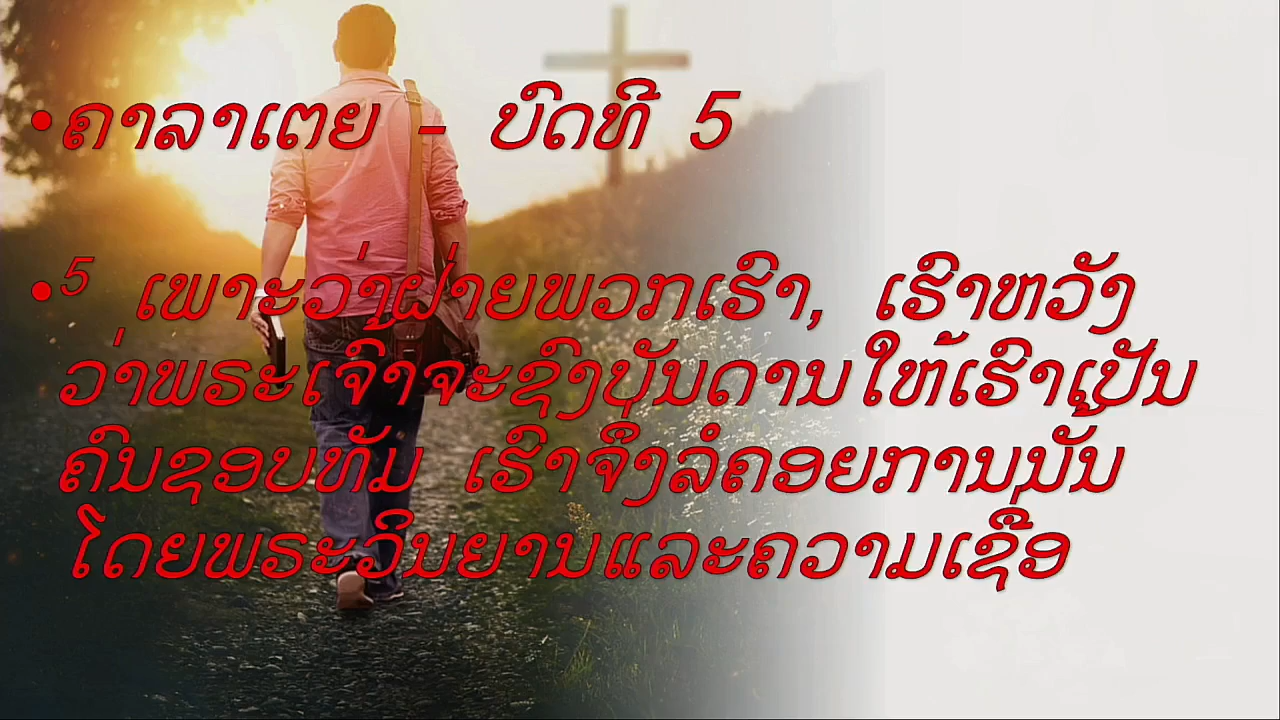 •ຄາລາເຕຍ - ບົດທີ 5
•5 ເພາະວ່າຝ່າຍພວກເຮົາ, ເຮົາຫວັງ
ວ່າພຣະເຈົ້າຈະຊົງບັນດານໃຫ້ເຮົາເປັນ
ຄົນຊອບທັມ ເຮົາຈຶ່ງລໍຄອຍການນັ້ນ
ໂດຍພຣະວິນຍານແລະຄວາມເຊື່ອ